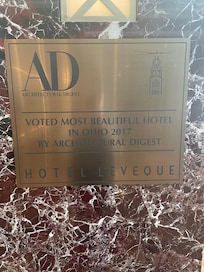 AD
ARCHITECTURAL DIGEST
VOTED MOST BEAUTIFUL HOTEL
IN OHIO 2017
BY ARCHITECTURAL DIGEST
HOTEL LEVEQUE